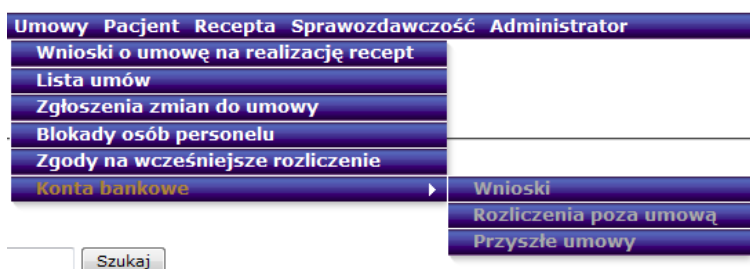 Umowy Pacjent Recepta Sprawozdawczość Administrator
Wnioski o umowę na realizację recept
Lista umów
Zgłoszenia zmian do umowy
Blokady osób personelu
Zgody na wcześniejsze rozliczenie
Konta bankowe
Wnioski
Rozliczenia poza umową
Przyszłe umowy
Szukaj